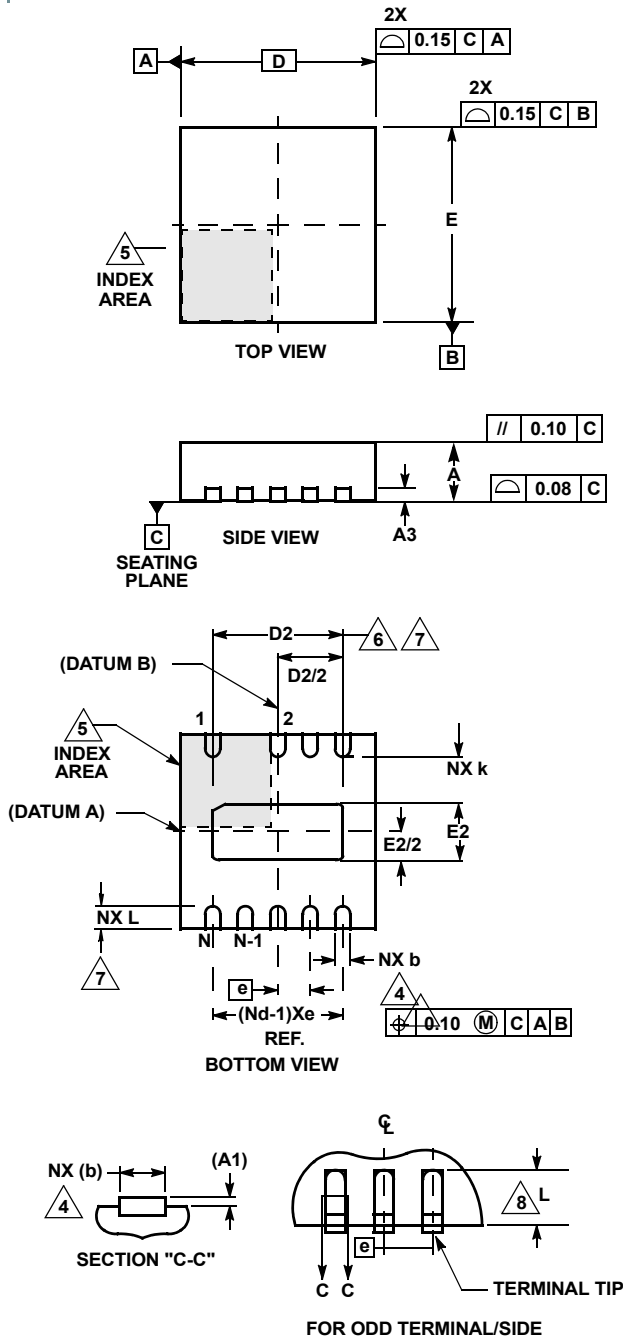 2X
⌓ 0.15 C A
A
D
2X
⌓ 0.15 C B
E
5
INDEX
AREA
TOP VIEW
B
// 0.10 C
A
⌓ 0.08 C
C
SIDE VIEW
A3
SEATING
PLANE
D2
6 7
(DATUM B)
D2/2
1 2
5
INDEX
AREA
NX k
(DATUM A)
E2
E2/2
NX L
N N-1
NX b
7
e
4
(Nd-1)Xe
⌖ 0.10 Ⓜ C A B
REF.
BOTTOM VIEW
℄
NX (b)
(A1)
4
8 L
SECTION "C-C"
e
C C
TERMINAL TIP
FOR ODD TERMINAL/SIDE